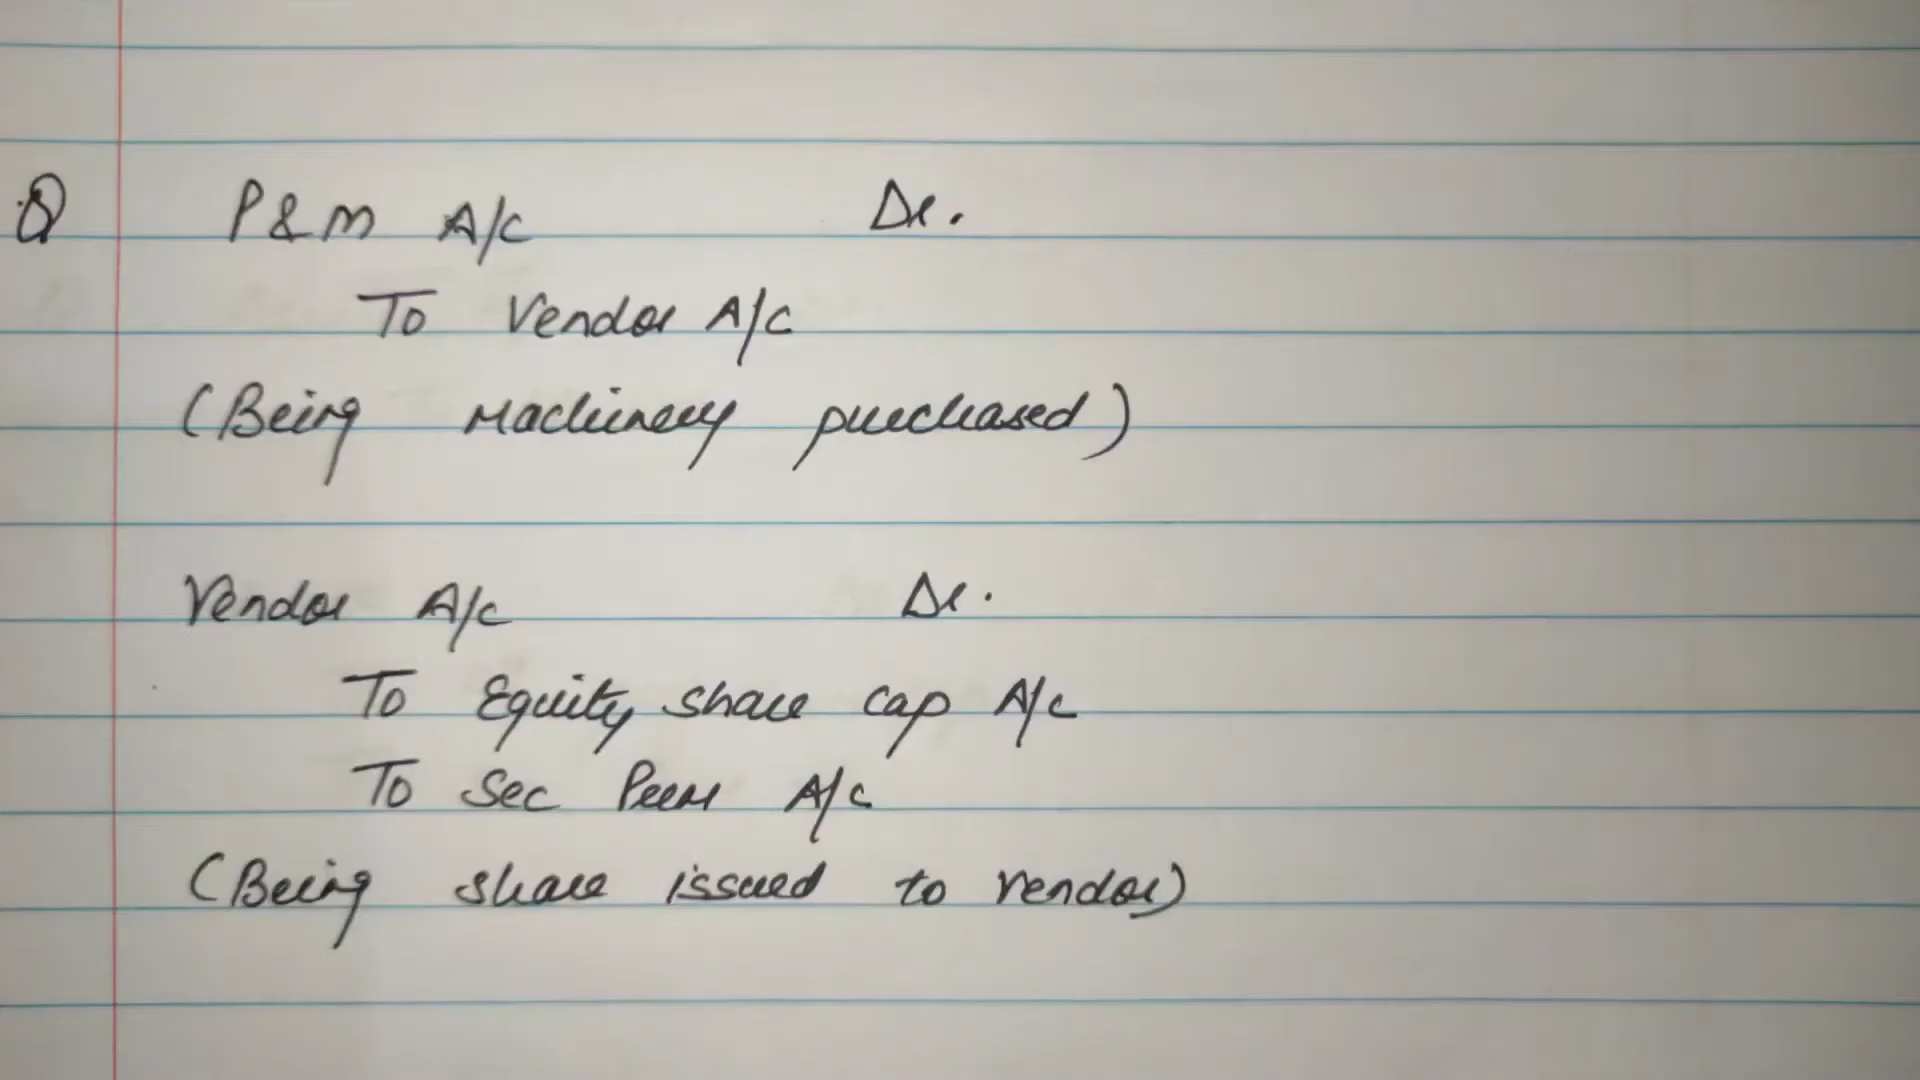 Q P&M A/c Dr.
To Vendor A/c
(Being Machinery purchased)
Vendor A/c Dr.
To Equity share cap A/c
To Sec Prem A/c
(Being share issued to vendor)